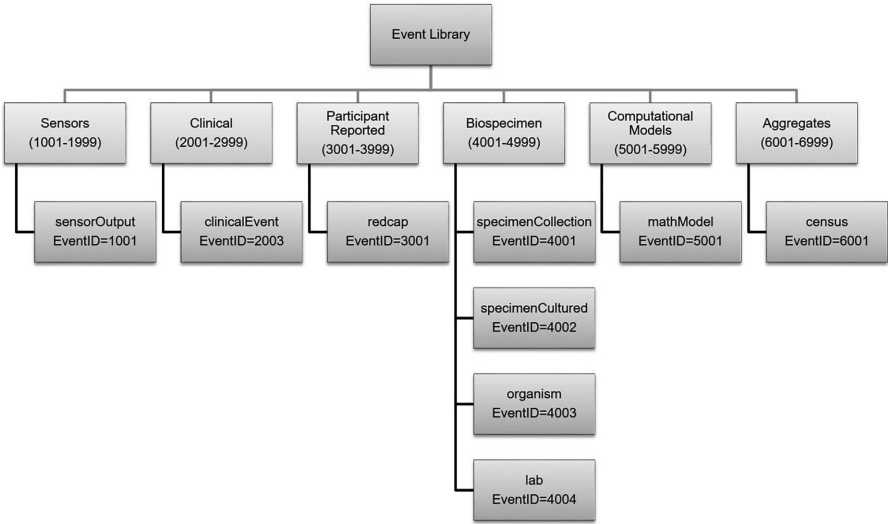 Event Library
Sensors
(1001-1999)
Clinical
(2001-2999)
Participant
Reported
(3001-3999)
Biospecimen
(4001-4999)
Computational
Models
(5001-5999)
Aggregates
(6001-6999)
sensorOutput
EventID=1001
clinicalEvent
EventID=2003
redcap
EventID=3001
specimenCollection
EventID=4001
mathModel
EventID=5001
census
EventID=6001
specimenCultured
EventID=4002
organism
EventID=4003
lab
EventID=4004